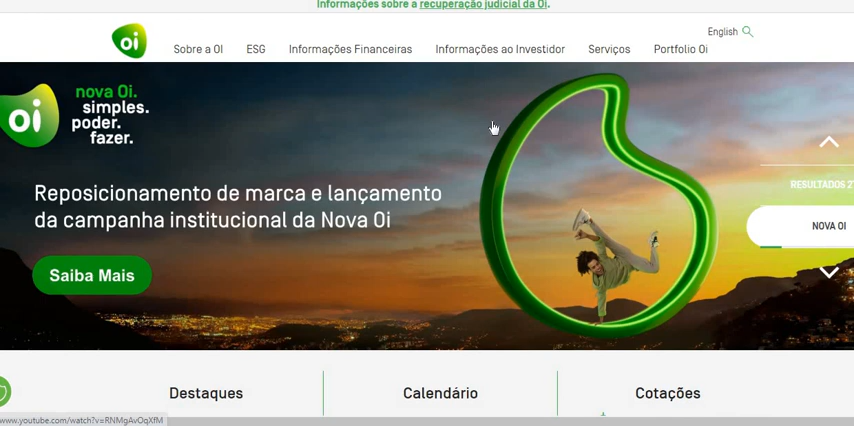 Informações sobre a recuperação judicial da Oi.
English
oi
Sobre a OI
ESG
Informações Financeiras
Informações ao Investidor
Serviços
Portfolio Oi
oi
nova Oi.
simples.
poder.
fazer.
Reposicionamento de marca e lançamento
da campanha institucional da Nova Oi
Saiba Mais
RESULTADOS
NOVA OI
Destaques
Calendário
Cotações
www.youtube.com/watch?v=RNMgAvOqXfM